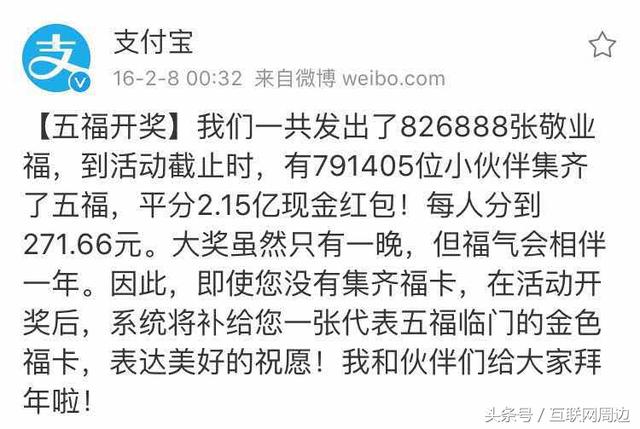 支付宝
16-2-8 00:32 来自微博 weibo.com
【五福开奖】我们一共发出了826888张敬业
福，到活动截止时，有791405位小伙伴集齐
了五福，平分2.15亿现金红包！每人分到
271.66元。大奖虽然只有一晚，但福气会相伴
一年。因此，即使您没有集齐福卡，在活动开
奖后，系统将补给您一张代表五福临门的金色
福卡，表达美好的祝愿！我和伙伴们给大家拜
年啦！
头条号 / 互联网周边